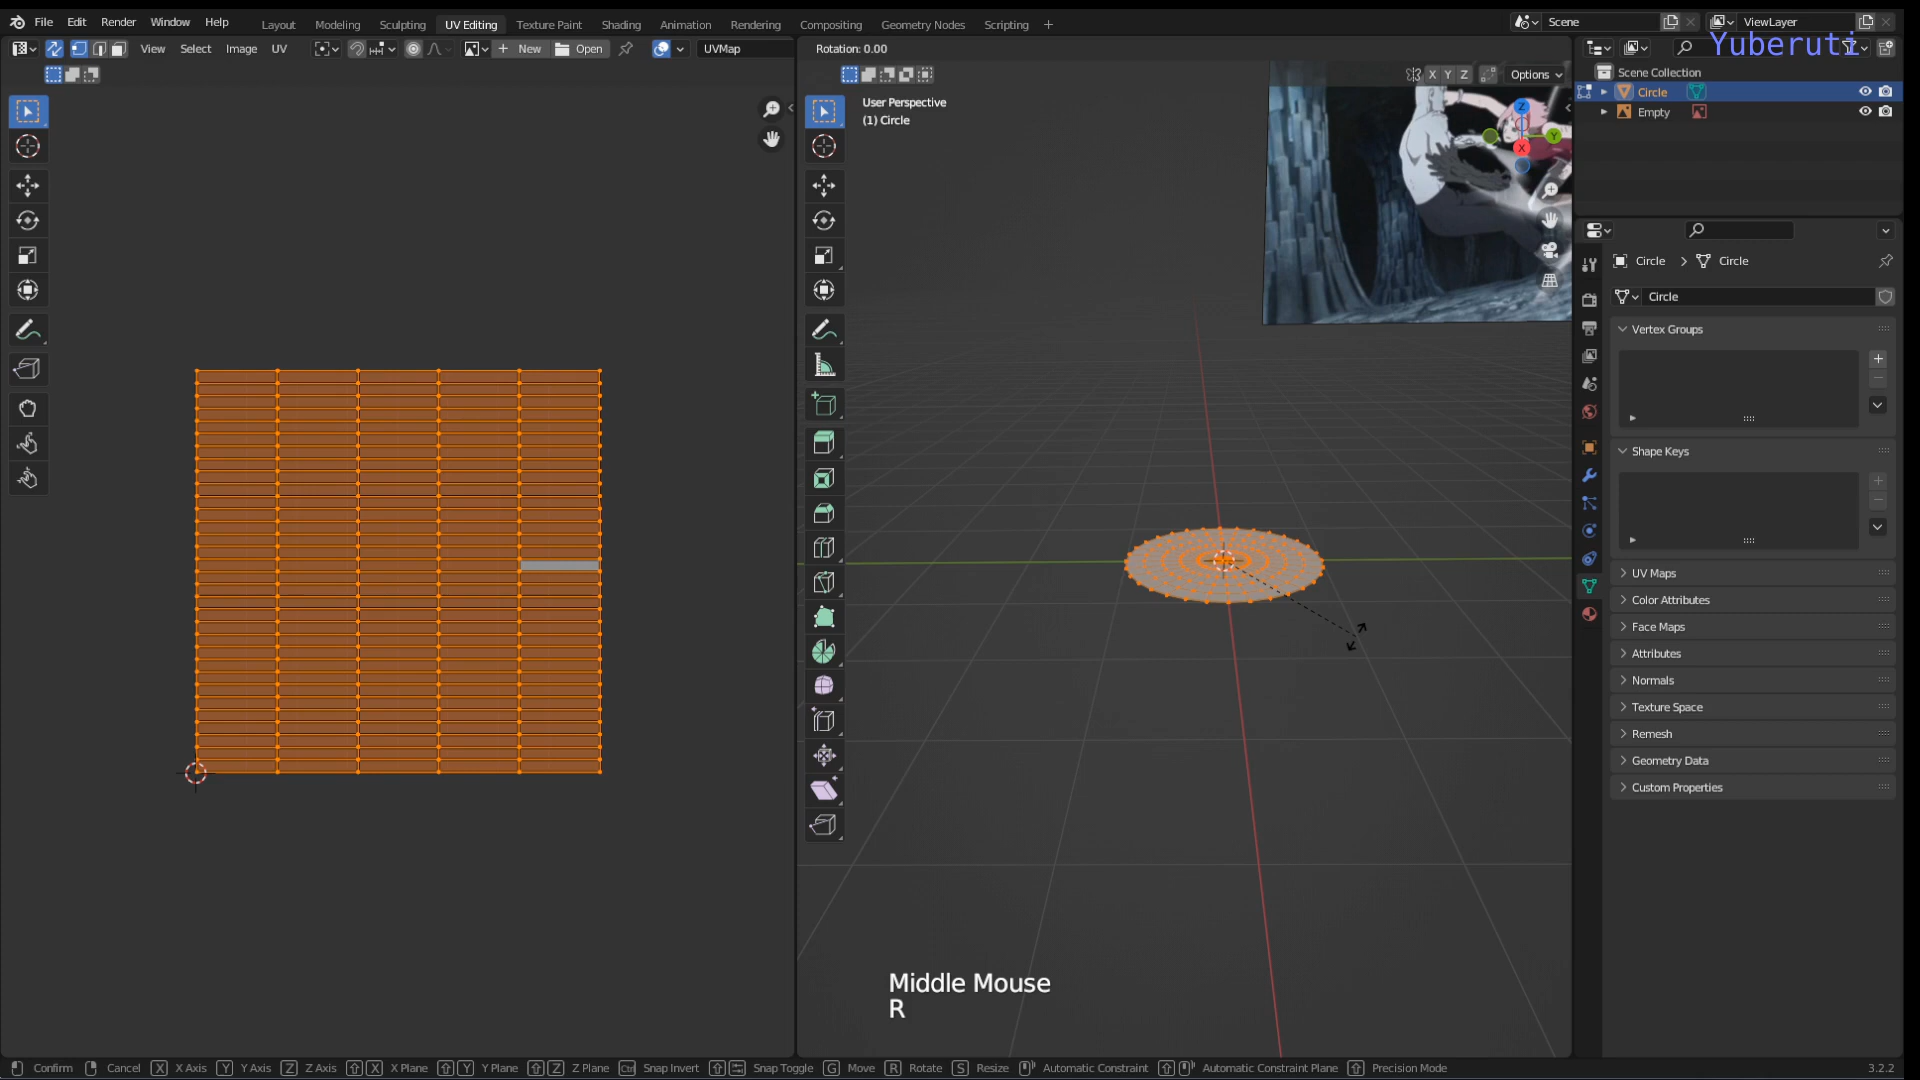 File Edit Render Window Help
Layout Modeling Sculpting UV Editing Texture Paint Shading Animation Rendering Compositing Geometry Nodes Scripting +
Scene
ViewLayer
View Select Image UV
New
Open
UVMap
Rotation: 0.00
Yuberuti
X Y Z
Options
User Perspective
(1) Circle
Z
Y
X
Scene Collection
Circle
Empty
Circle > Circle
Circle
Vertex Groups
Shape Keys
UV Maps
Color Attributes
Face Maps
Attributes
Normals
Texture Space
Remesh
Geometry Data
Custom Properties
Middle Mouse
R
Confirm Cancel X X Axis Y Y Axis Z Z Axis X X Plane Y Y Plane Z Z Plane Ctrl Snap Invert Snap Toggle G Move R Rotate S Resize Automatic Constraint Automatic Constraint Plane Precision Mode 3.2.2